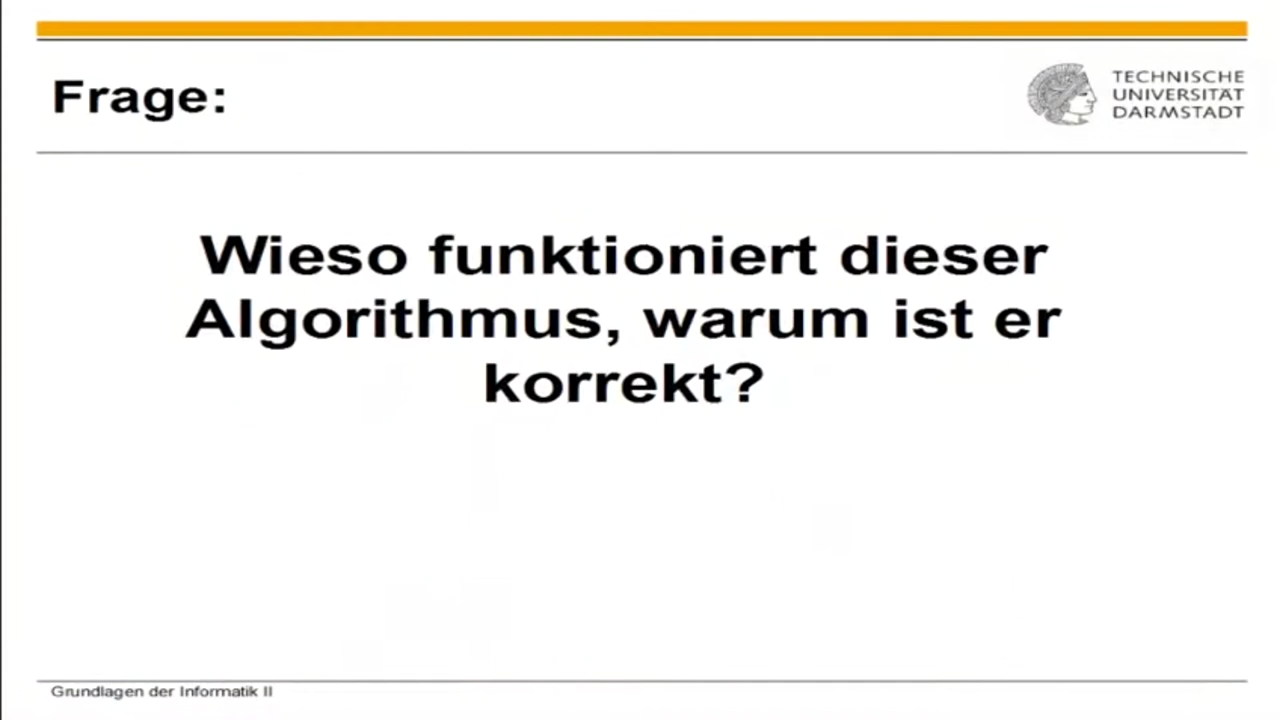 Frage:
TECHNISCHE
UNIVERSITÄT
DARMSTADT
Wieso funktioniert dieser
Algorithmus, warum ist er
korrekt?
Grundlagen der Informatik II